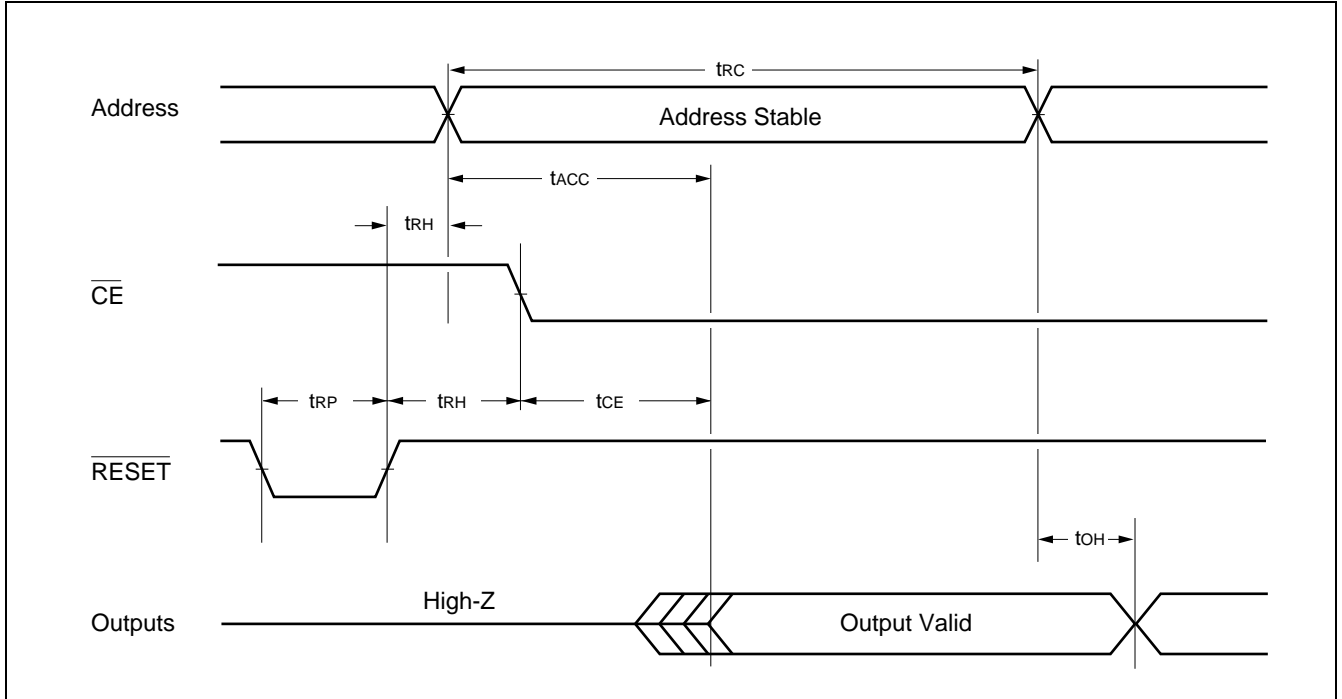 tRC
Address
Address Stable
tACC
tRH
CE
tRP
tRH
tCE
RESET
tOH
High-Z
Outputs
Output Valid